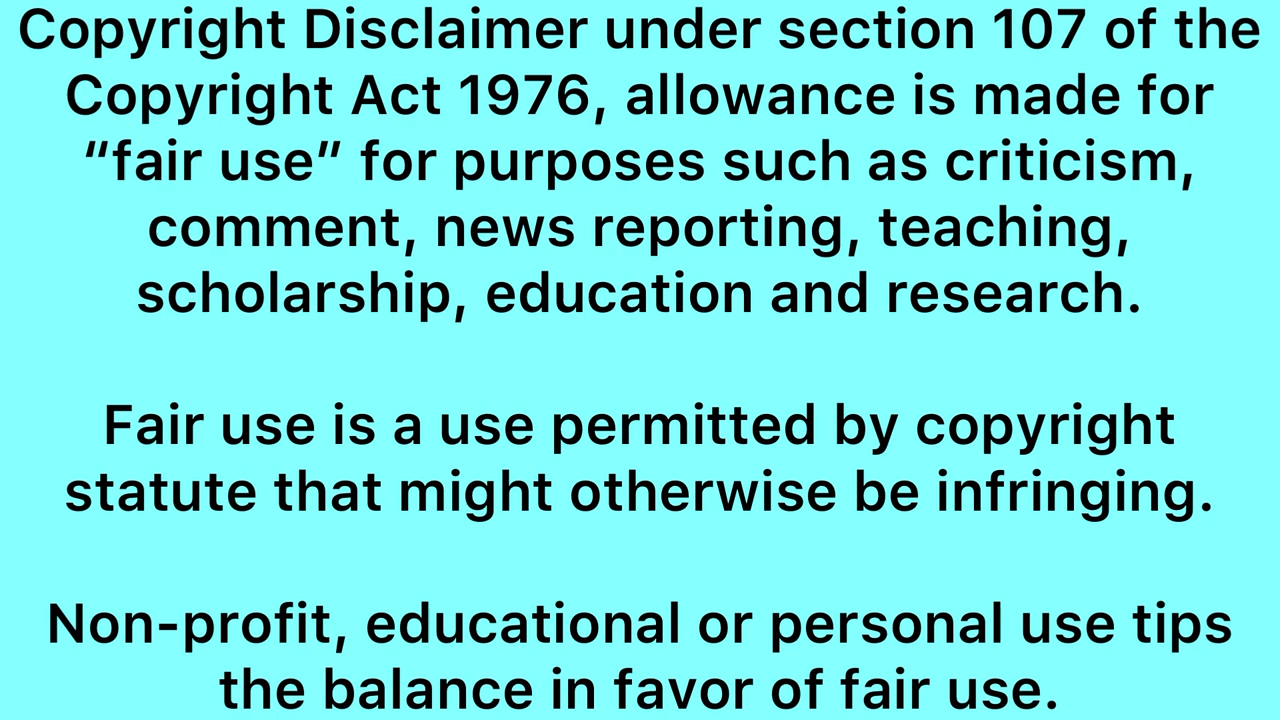 Copyright Disclaimer under section 107 of the
Copyright Act 1976, allowance is made for
“fair use” for purposes such as criticism,
comment, news reporting, teaching,
scholarship, education and research.
Fair use is a use permitted by copyright
statute that might otherwise be infringing.
Non-profit, educational or personal use tips
the balance in favor of fair use.